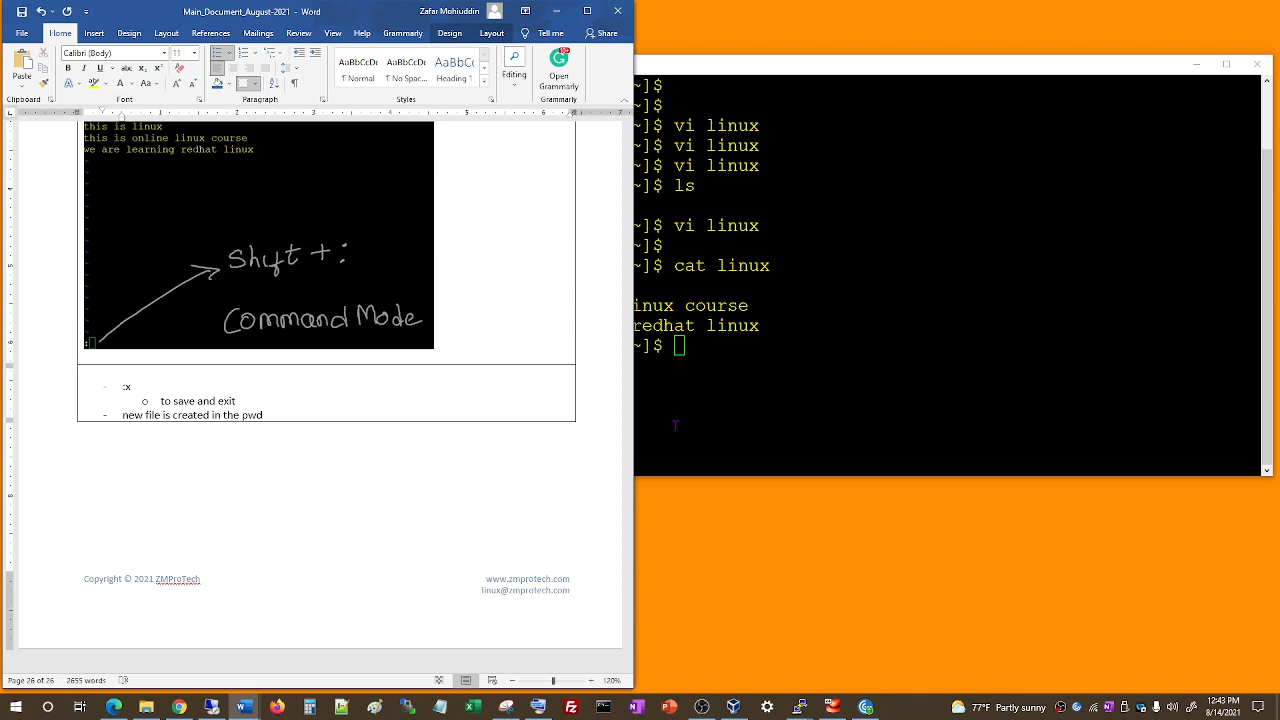 Main_Document_August-2021 - Word
Zafer Mohiuddin
File Home Insert Draw Design Layout References Mailings Review View Help Grammarly Design Layout Tell me Share
Calibri (Body) 11
Paste
AaBbCcDc AaBbCcDc AaBbCc
¶ Normal ¶ No Spac... Heading 1
Editing
Open Grammarly
Clipboard Font Paragraph Styles Grammarly
this is linux
this is online linux course
we are learning redhat linux
Shift + :
Command Mode
:
- :x
o to save and exit
- new file is created in the pwd
Copyright © 2021 ZMProTech
www.zmprotech.com
linux@zmprotech.com
Page 26 of 26 2655 words
120%
~]$
~]$
~]$ vi linux
~]$ vi linux
~]$ vi linux
~]$ ls
~]$ vi linux
~]$
~]$ cat linux
inux course
redhat linux
~]$
77°F Partly sunny
12:43 PM
8/14/2021